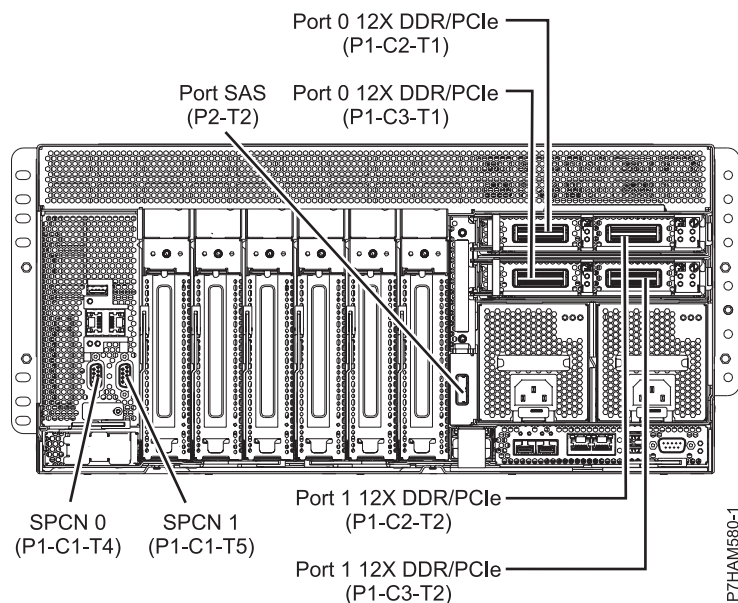 Port 0 12X DDR/PCIe
(P1-C2-T1)
Port SAS
(P2-T2)
Port 0 12X DDR/PCIe
(P1-C3-T1)
SPCN 0
(P1-C1-T4)
SPCN 1
(P1-C1-T5)
Port 1 12X DDR/PCIe
(P1-C2-T2)
Port 1 12X DDR/PCIe
(P1-C3-T2)
P7HAM580-1